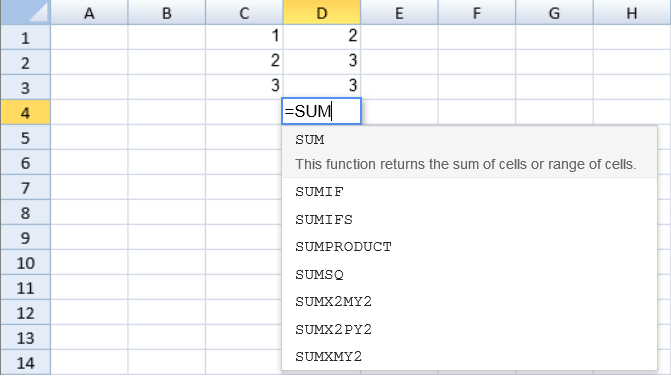 A B C D E F G H
1 1 2
2 2 3
3 3 3
4 =SUM
5 SUM
6 This function returns the sum of cells or range of cells.
7 SUMIF
8 SUMIFS
9 SUMPRODUCT
10 SUMSQ
11
12 SUMX2MY2
13 SUMX2PY2
14 SUMXMY2